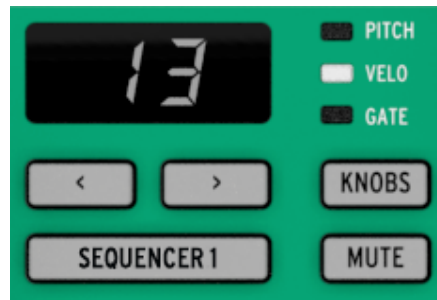 13
PITCH
VELO
GATE
< >
KNOBS
SEQUENCER 1
MUTE